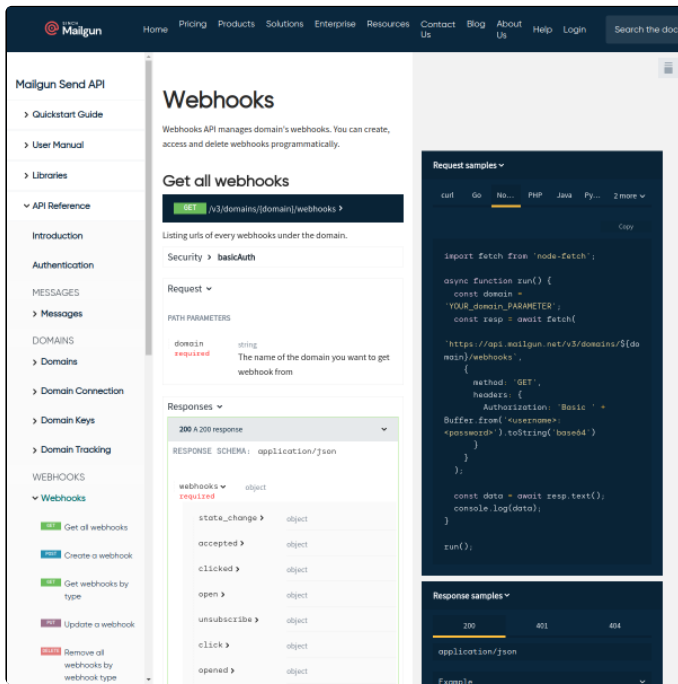 SINCH
Mailgun
Home
Pricing
Products
Solutions
Enterprise
Resources
Contact Us
Blog
About Us
Help
Login
Search the doc
Mailgun Send API
Quickstart Guide
User Manual
Libraries
API Reference
Introduction
Authentication
MESSAGES
Messages
DOMAINS
Domains
Domain Connection
Domain Keys
Domain Tracking
WEBHOOKS
Webhooks
GET Get all webhooks
POST Create a webhook
GET Get webhooks by
type
PUT Update a webhook
DELETE Remove all
webhooks by
webhook type
Webhooks
Webhooks API manages domain's webhooks. You can create,
access and delete webhooks programmatically.
Get all webhooks
GET /v3/domains/{domain}/webhooks
Listing urls of every webhooks under the domain.
Security > basicAuth
Request
PATH PARAMETERS
domain string
required The name of the domain you want to get
webhook from
Responses
200 A 200 response
RESPONSE SCHEMA: application/json
webhooks object
required
state_change object
accepted object
clicked object
open object
unsubscribe object
click object
opened object
Request samples
curl Go No... PHP Java Py... 2 more
Copy
import fetch from 'node-fetch';
async function run() {
const domain =
'YOUR_domain_PARAMETER';
const resp = await fetch(
`https://api.mailgun.net/v3/domains/${do
main}/webhooks`,
{
method: 'GET',
headers: {
Authorization: 'Basic ' +
Buffer.from('<username>:
<password>').toString('base64')
}
}
);
const data = await resp.text();
console.log(data);
}
run();
Response samples
200 401 404
application/json
Example